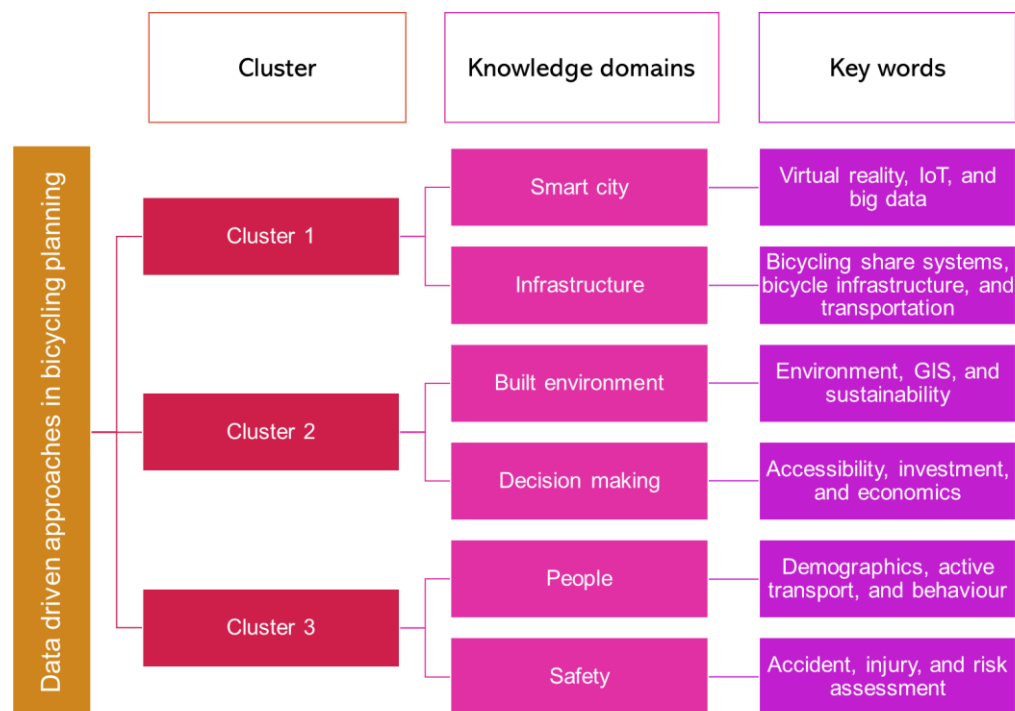 Cluster
Knowledge domains
Key words
Data driven approaches in bicycling planning
Cluster 1
Smart city
Virtual reality, IoT, and
big data
Infrastructure
Bicycling share systems,
bicycle infrastructure, and
transportation
Cluster 2
Built environment
Environment, GIS, and
sustainability
Decision making
Accessibility, investment,
and economics
Cluster 3
People
Demographics, active
transport, and behaviour
Safety
Accident, injury, and risk
assessment